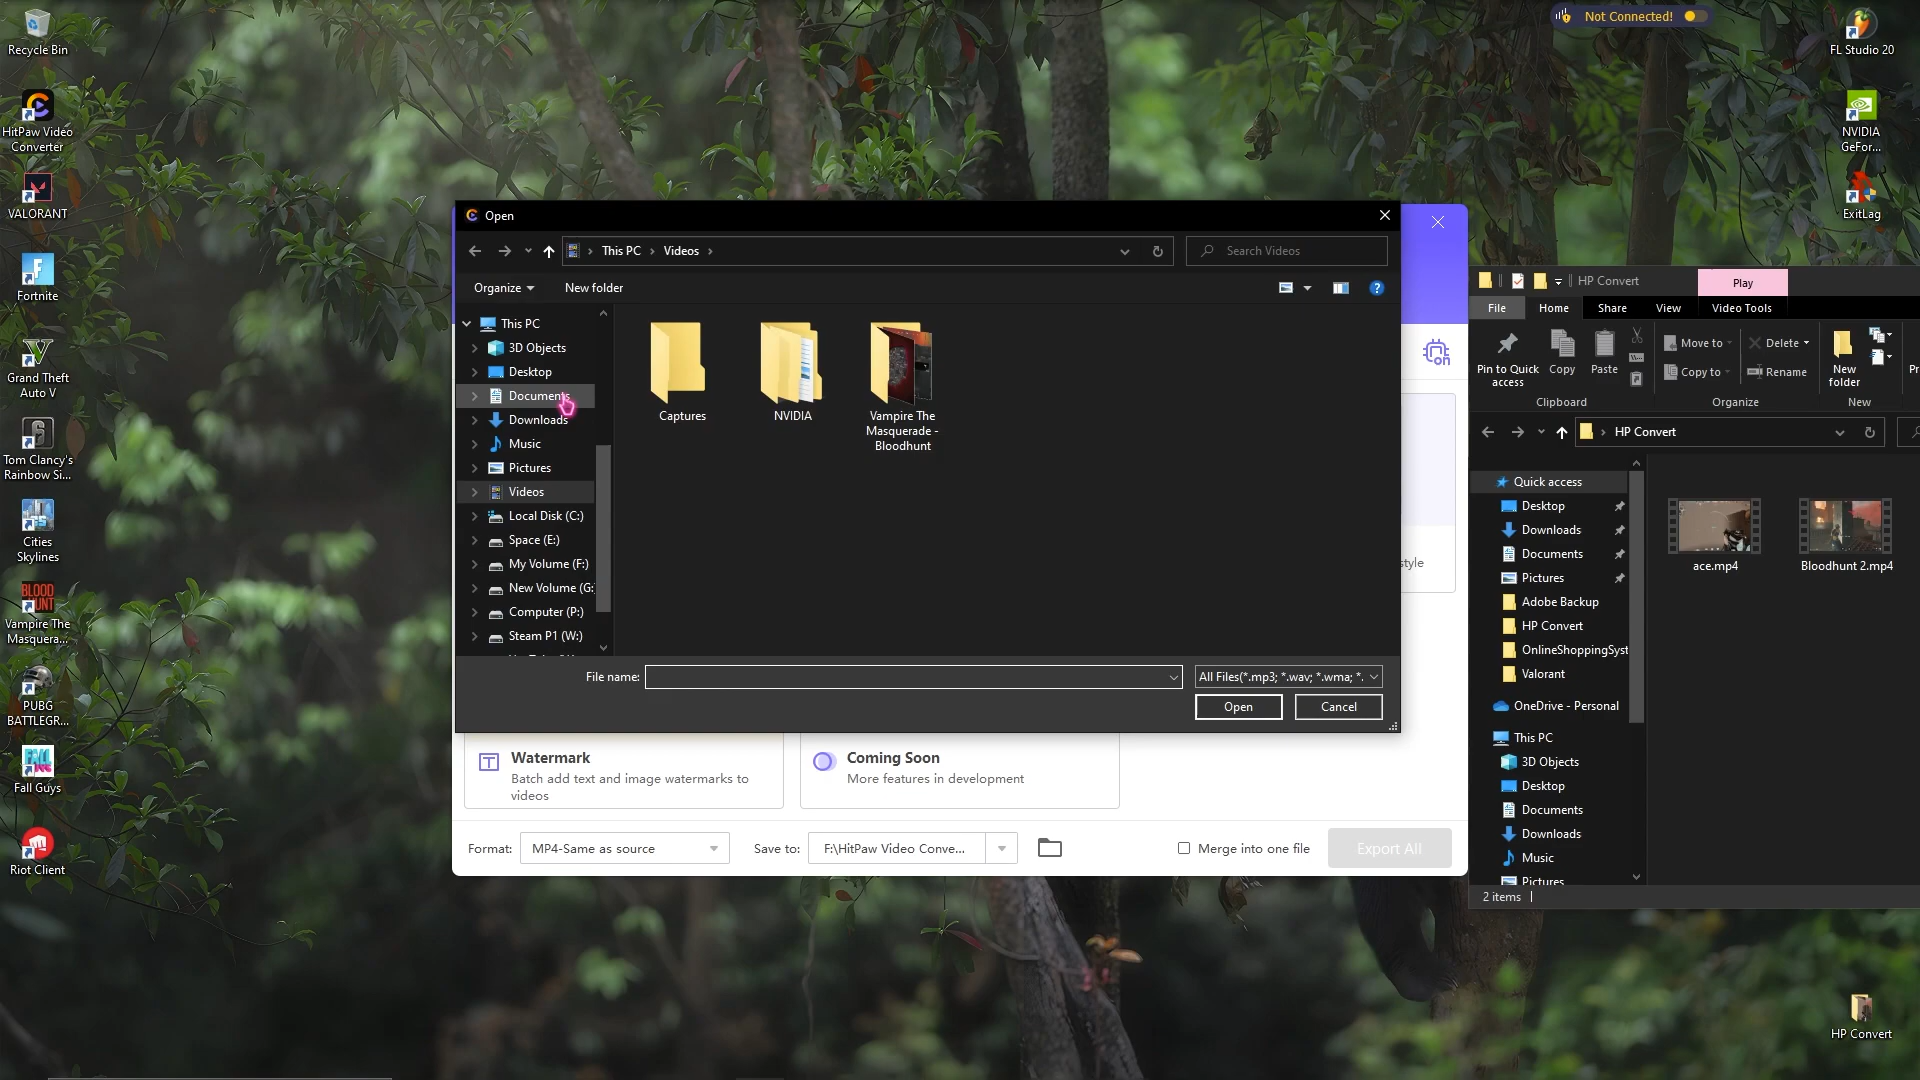 Recycle Bin
HitPaw Video
Converter
VALORANT
Fortnite
Grand Theft
Auto V
Tom Clancy's
Rainbow Si...
Cities
Skylines
BLOOD
HUNT
Vampire The
Masquera...
PUBG
BATTLEGR...
FALL
Fall Guys
Riot Client
Not Connected!
FL Studio 20
NVIDIA
GeFor...
ExitLag
HP Convert
Open
This PC
Videos
Search Videos
Organize
New folder
This PC
3D Objects
Desktop
Documents
Downloads
Music
Pictures
Videos
Local Disk (C:)
Space (E:)
My Volume (F:)
New Volume (G:
Computer (P:)
Steam P1 (W:)
Captures
NVIDIA
Vampire The
Masquerade -
Bloodhunt
File name:
All Files(*.mp3; *.wav; *.wma; *.
Open
Cancel
style
Watermark
Batch add text and image watermarks to
videos
Coming Soon
More features in development
Format:
MP4-Same as source
Save to:
F:\HitPaw Video Conve...
Merge into one file
Export All
HP Convert
Play
File
Home
Share
View
Video Tools
Pin to Quick
access
Copy
Paste
Move to
Copy to
Delete
Rename
New
folder
Pr
Clipboard
Organize
New
HP Convert
Quick access
Desktop
Downloads
Documents
Pictures
Adobe Backup
HP Convert
OnlineShoppingSyst
Valorant
OneDrive - Personal
This PC
3D Objects
Desktop
Documents
Downloads
Music
Pictures
ace.mp4
Bloodhunt 2.mp4
2 items